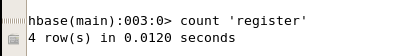 hbase(main):003:0> count 'register'
4 row(s) in 0.0120 seconds